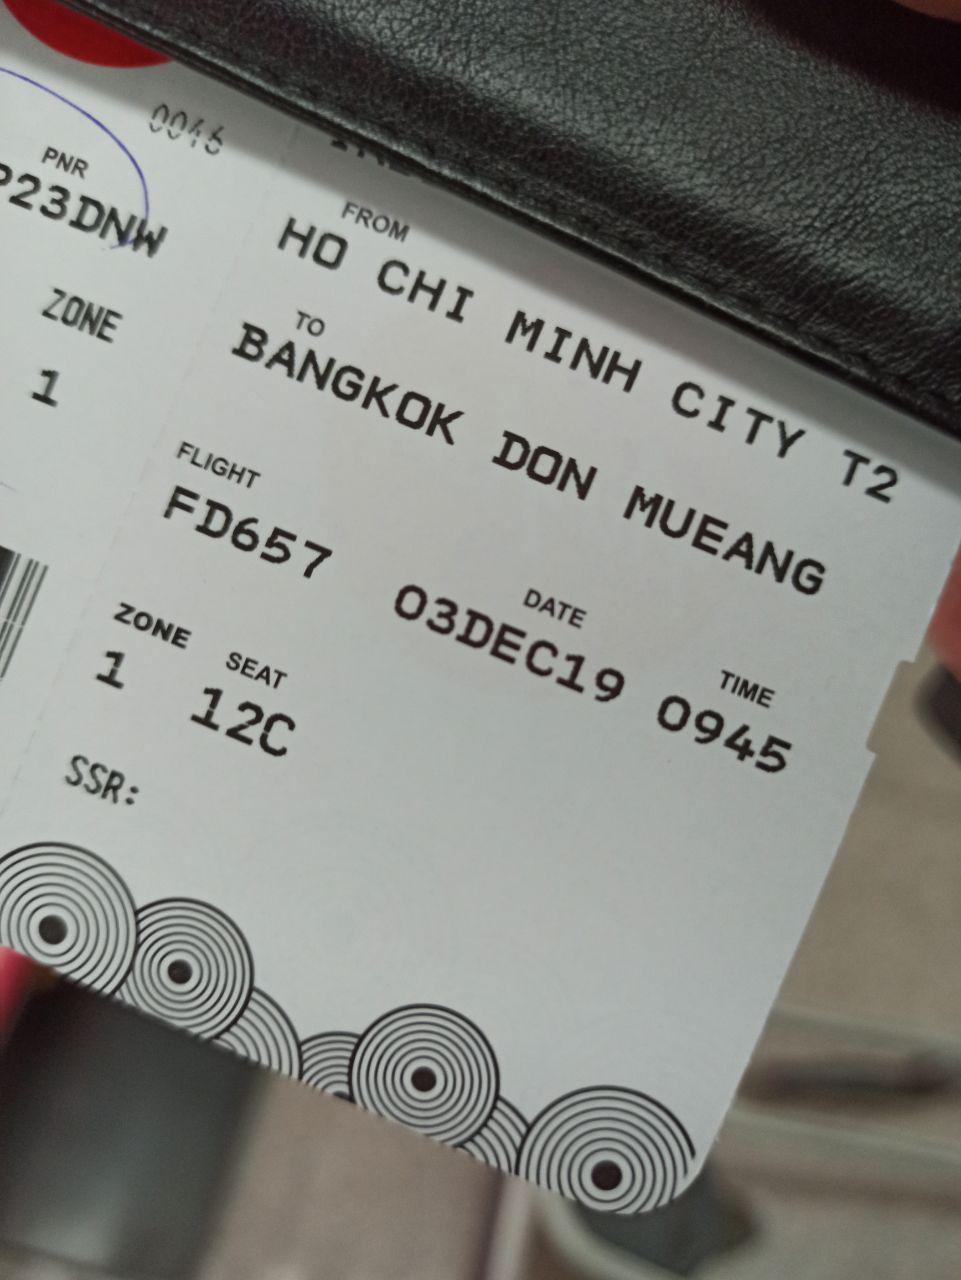 0046
PNR
P23DNW
ZONE
1
FROM
HO CHI MINH CITY T2
TO
BANGKOK DON MUEANG
FLIGHT
FD657
DATE
03DEC19
TIME
0945
ZONE
1
SEAT
12C
SSR: